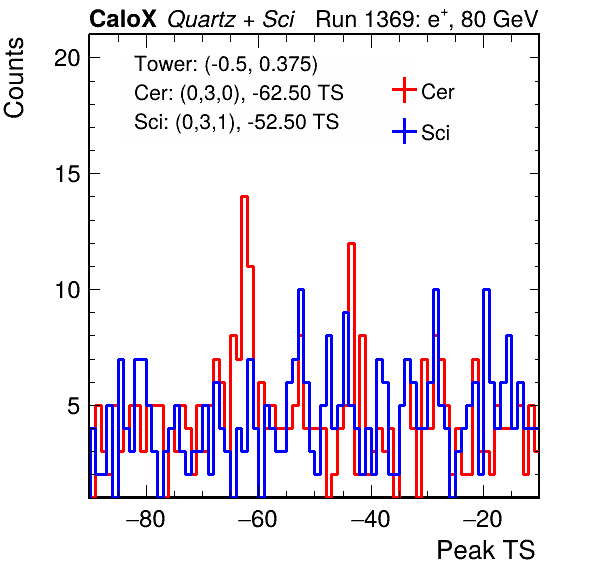 CaloX Quartz + Sci Run 1369: e+, 80 GeV
Counts
Tower: (-0.5, 0.375)
Cer: (0,3,0), -62.50 TS
Sci: (0,3,1), -52.50 TS
Cer
Sci
20
15
10
5
−80 −60 −40 −20
Peak TS